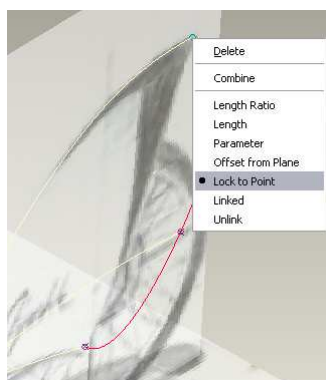 Delete
Combine
Length Ratio
Length
Parameter
Offset from Plane
Lock to Point
Linked
Unlink